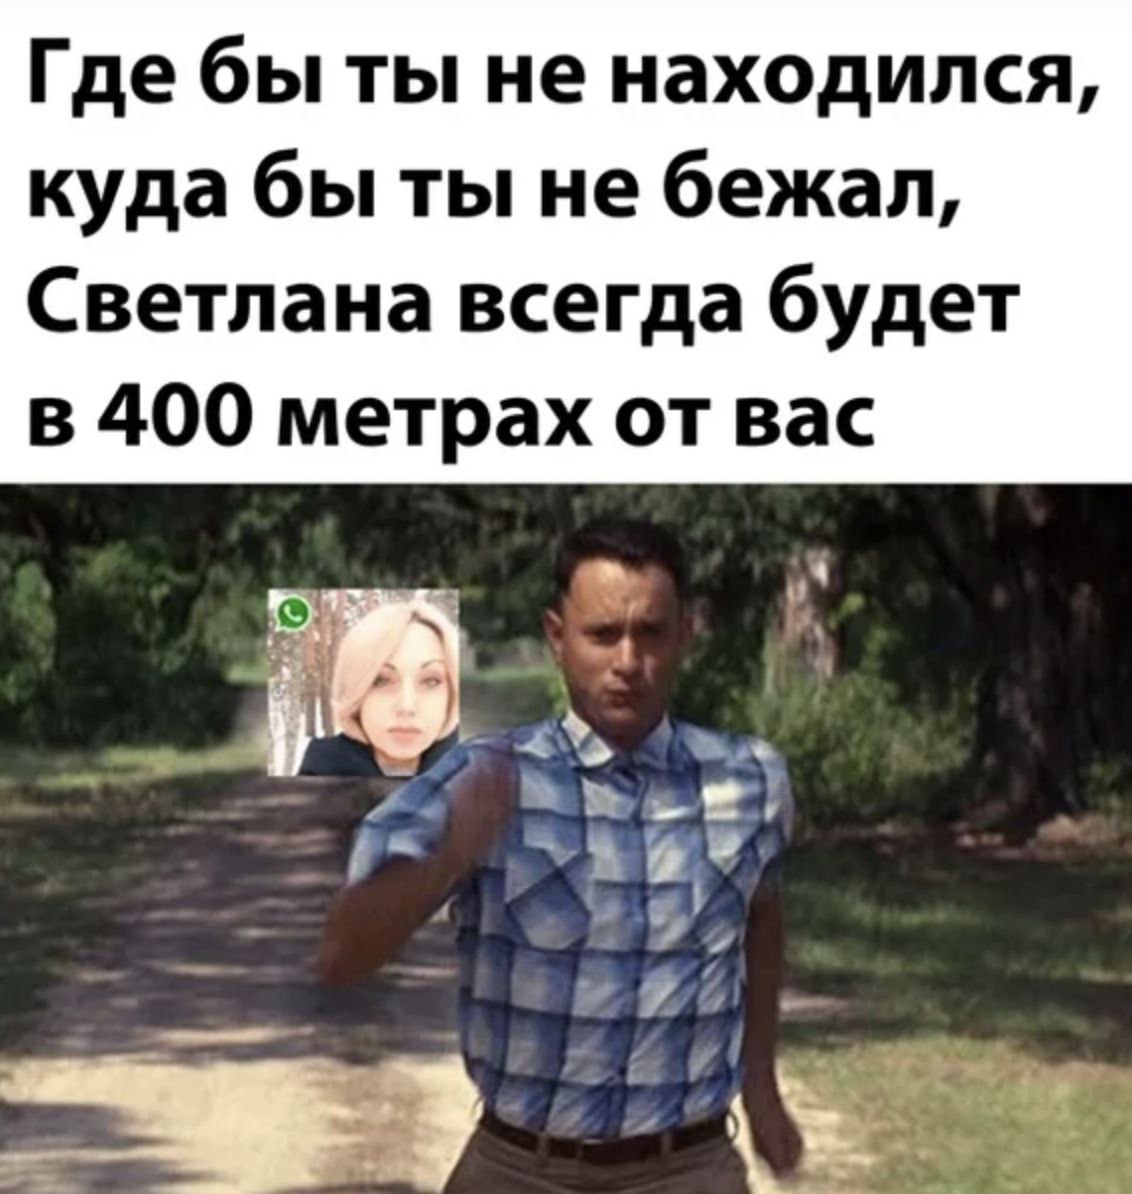 Где бы ты не находился,
куда бы ты не бежал,
Светлана всегда будет
в 400 метрах от вас